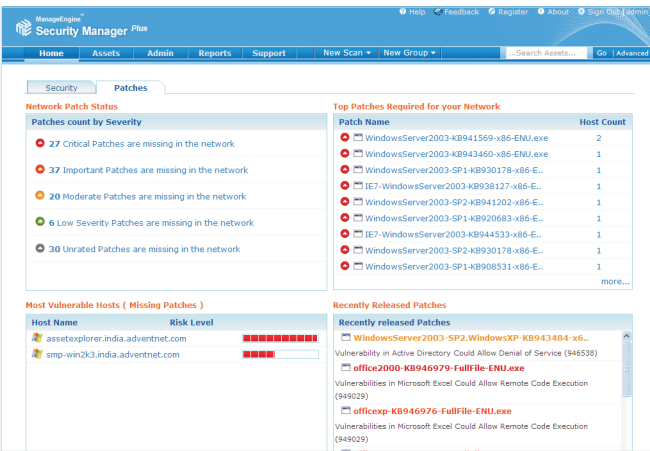 Help Feedback Register About Sign Out [admin]
ManageEngine
Security Manager Plus
Home Assets Admin Reports Support New Scan New Group ...Search Assets... Go | Advanced
Security Patches
Network Patch Status
Patches count by Severity
27 Critical Patches are missing in the network
37 Important Patches are missing in the network
20 Moderate Patches are missing in the network
6 Low Severity Patches are missing in the network
30 Unrated Patches are missing in the network
Top Patches Required for your Network
Patch Name Host Count
WindowsServer2003-KB941569-x86-ENU.exe 2
WindowsServer2003-KB943460-x86-ENU.exe 1
WindowsServer2003-SP1-KB930178-x86-E.. 1
IE7-WindowsServer2003-KB938127-x86-E.. 1
WindowsServer2003-SP2-KB941202-x86-E.. 1
WindowsServer2003-SP1-KB920683-x86-E.. 1
IE7-WindowsServer2003-KB944533-x86-E.. 1
WindowsServer2003-SP2-KB930178-x86-E.. 1
WindowsServer2003-SP1-KB908531-x86-E.. 1
more...
Most Vulnerable Hosts ( Missing Patches )
Host Name Risk Level
assetexplorer.india.adventnet.com
smp-win2k3.india.adventnet.com
Recently Released Patches
Recently released Patches
WindowsServer2003-SP2.WindowsXP-KB943484-x6..
Vulnerability in Active Directory Could Allow Denial of Service (946538)
office2000-KB946979-FullFile-ENU.exe
Vulnerabilities in Microsoft Excel Could Allow Remote Code Execution
(949029)
officexp-KB946976-FullFile-ENU.exe
Vulnerabilities in Microsoft Excel Could Allow Remote Code Execution
(949029)